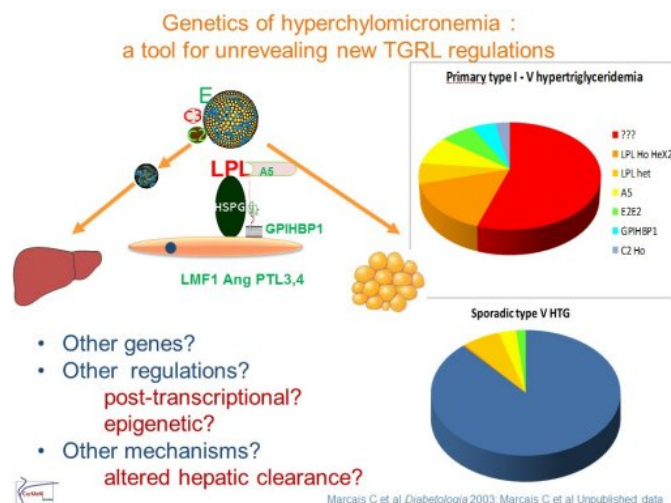 Genetics of hyperchylomicronemia :
a tool for unrevealing new TGRL regulations
E
C3
C2
LPL
A5
HSPG
GPIHBP1
LMF1 Ang PTL3,4
Primary type I - V hypertriglyceridemia
???
LPL Ho HeX2
LPL het
A5
E2E2
GPIHBP1
C2 Ho
Sporadic type V HTG
• Other genes?
• Other regulations?
post-transcriptional?
epigenetic?
• Other mechanisms?
altered hepatic clearance?
Marcais C et al Diabetologia 2003; Marcais C et al Unpublished data